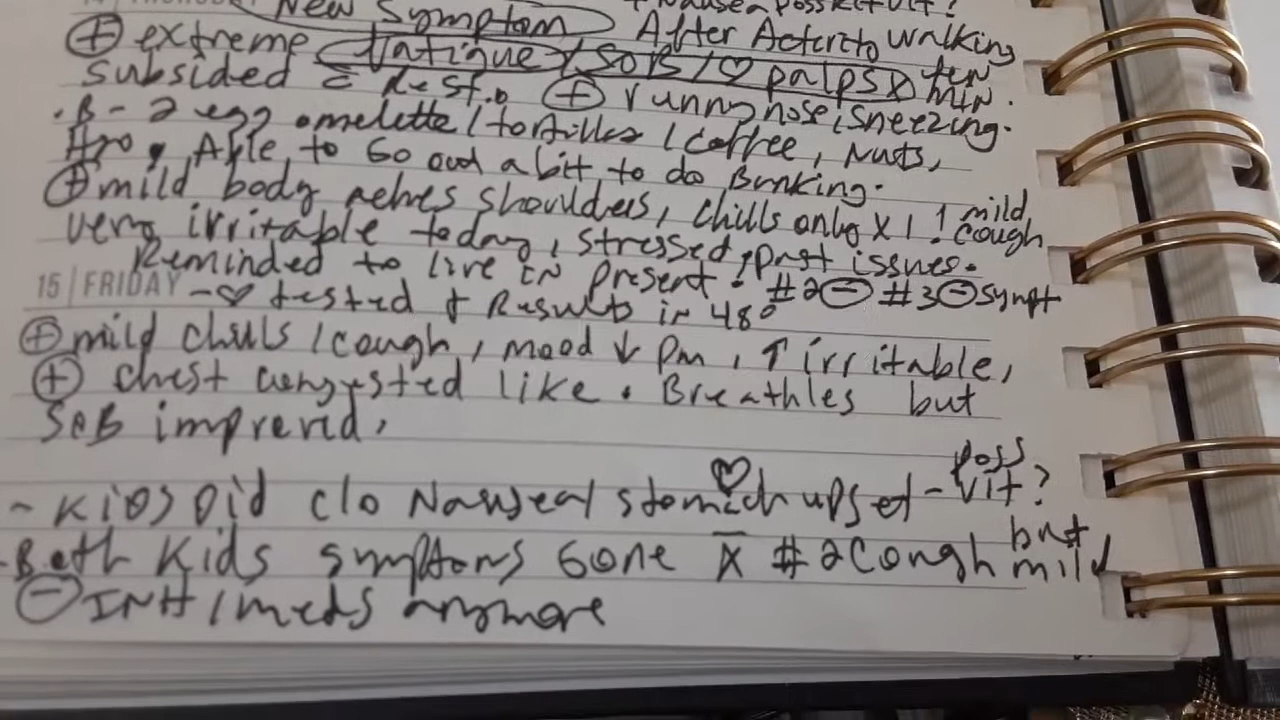 New Symptom + Nausea poss
⊕ extreme fatigue / SOB / ♡ palps x ten min.
After walking
subsided c̄ Rest. ⊕ runny nose, sneezing.
. B - 2 egg omelette / tortillas / coffee, Nuts,
Able to Go out a bit to do Banking.
⊕ mild body aches shoulders, chills only x 1 ! mild cough
very irritable today, stressed past issues.
Reminded to live in present. #2 ⊖ #3 ⊖ sympt
15 | FRIDAY - ♡ tested & Results in 48°
⊕ mild chills / cough, mood ↓ pm, ↑ irritable,
⊕ chest congested like. Breathles but
SOB improved.
- Kids Did c/o Nausea / stomach upset - poss vit?
- Both Kids symptoms Gone x̄ #2 cough but mild
⊖ INH / meds anymore